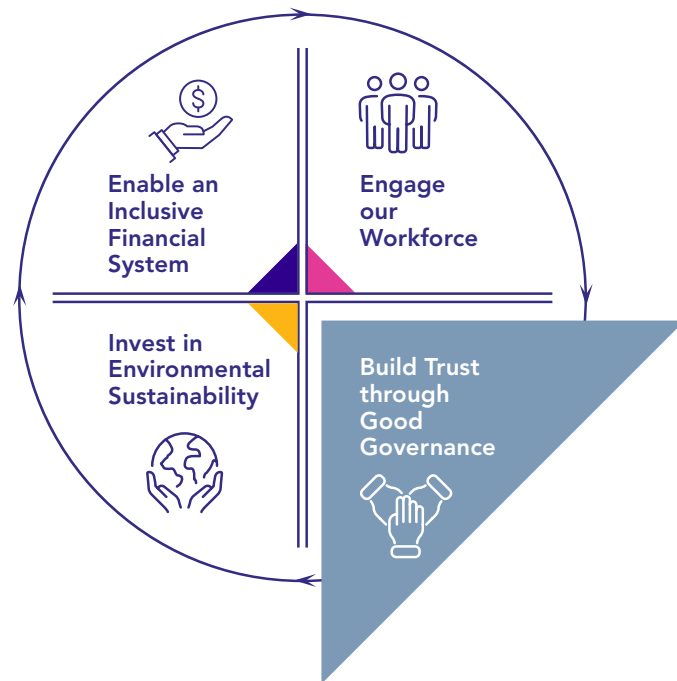 Enable an
Inclusive
Financial
System
Engage
our
Workforce
Invest in
Environmental
Sustainability
Build Trust
through
Good
Governance
$